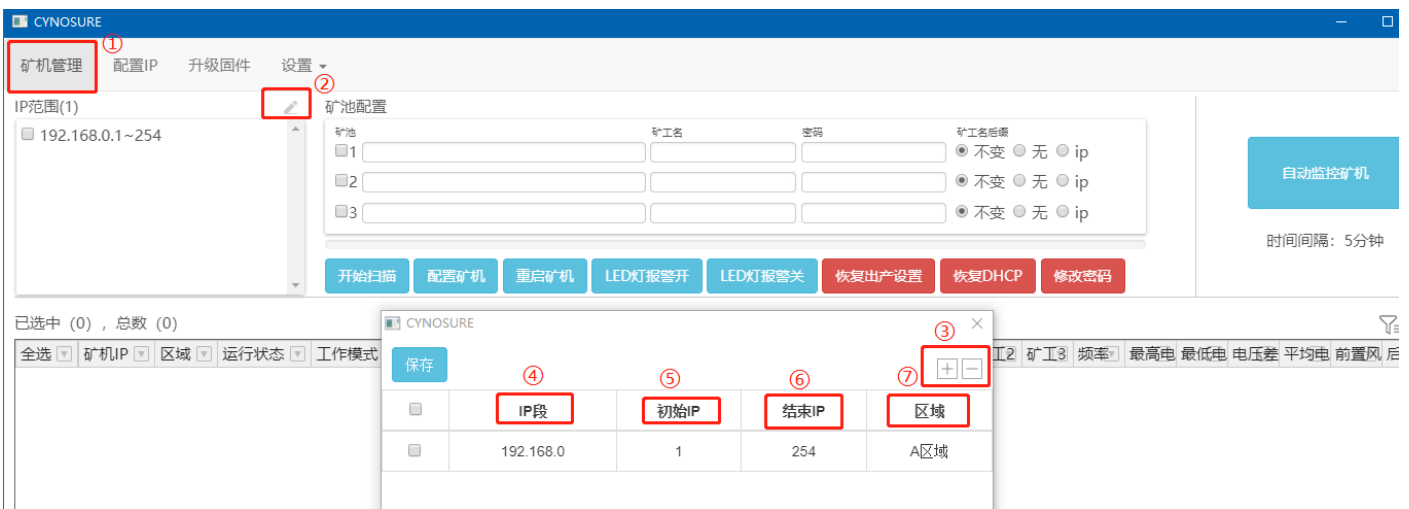 CYNOSURE
①
矿机管理 配置IP 升级固件 设置
②
IP范围(1) 矿池配置
192.168.0.1~254
矿池 矿工名 密码 矿工名后缀
1 不变 无 ip
2 不变 无 ip
3 不变 无 ip
自动监控矿机
时间间隔：5分钟
开始扫描 配置矿机 重启矿机 LED灯报警开 LED灯报警关 恢复出产设置 恢复DHCP 修改密码
已选中 (0) , 总数 (0)
全选 矿机IP 区域 运行状态 工作模式 工2 矿工3 频率 最高电 最低电 电压差 平均电 前置风 后
CYNOSURE
③
保存
④ ⑤ ⑥ ⑦
IP段 初始IP 结束IP 区域
192.168.0 1 254 A区域